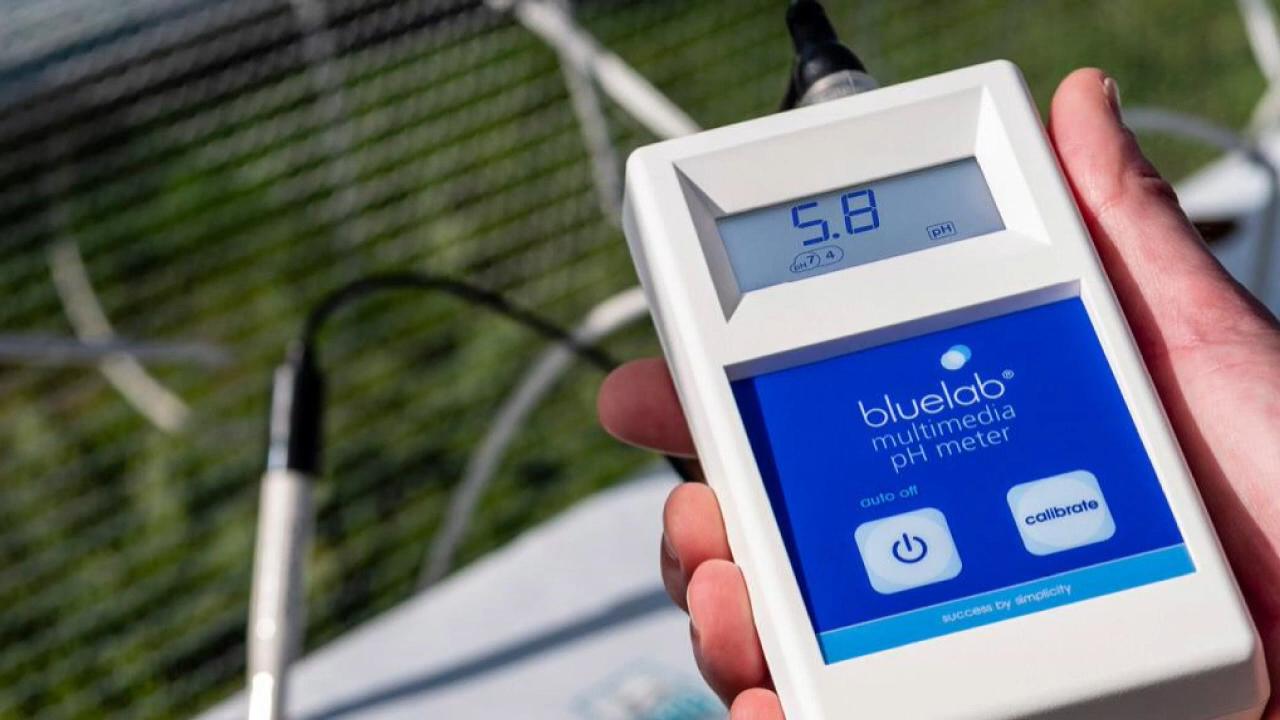 5.8
pH 7 4
pH
bluelab®
multimedia
pH meter
auto off
calibrate
success by simplicity